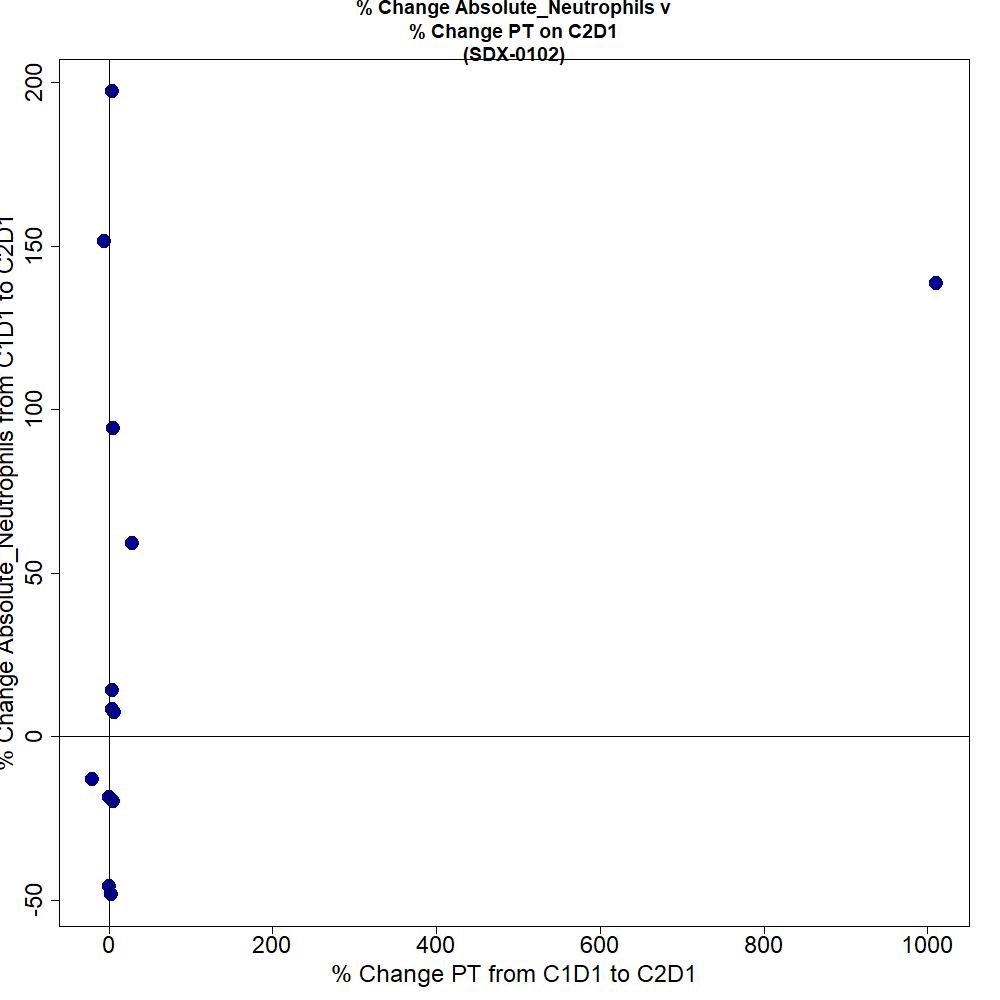 % Change Absolute_Neutrophils v
% Change PT on C2D1
(SDX-0102)
% Change Absolute_Neutrophils from C1D1 to C2D1
200
150
100
50
0
-50
0 200 400 600 800 1000
% Change PT from C1D1 to C2D1